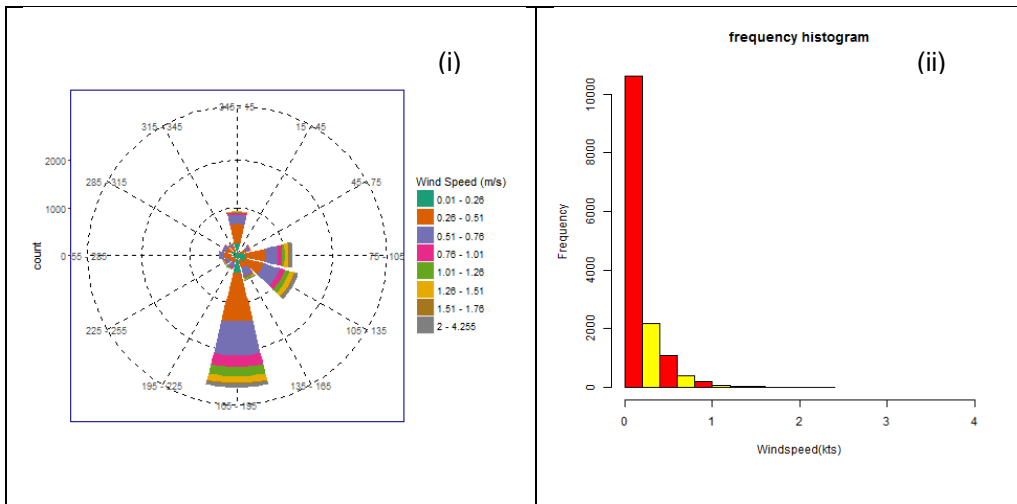 (i)
345 - 15
315 - 345
15 - 45
2000
285 - 315
45 - 75
1000
count
0
255 - 285
75 - 105
225 - 255
105 - 135
195 - 225
135 - 165
165 - 195
Wind Speed (m/s)
0.01 - 0.26
0.26 - 0.51
0.51 - 0.76
0.76 - 1.01
1.01 - 1.26
1.26 - 1.51
1.51 - 1.76
2 - 4.255
frequency histogram
(ii)
Frequency
10000
8000
6000
4000
2000
0
0 1 2 3 4
Windspeed(kts)